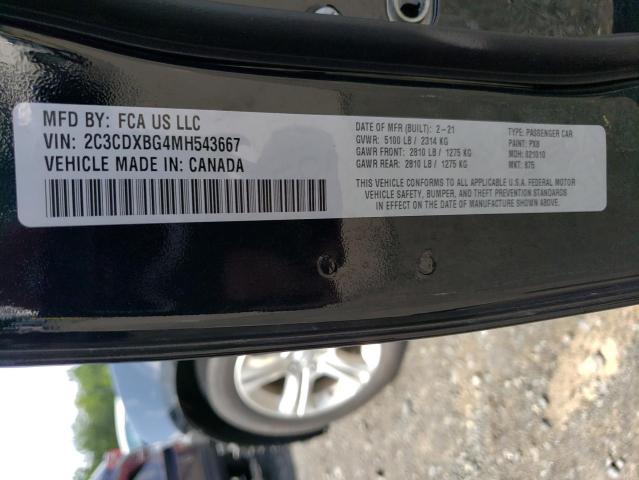 MFD BY: FCA US LLC
VIN: 2C3CDXBG4MH543667
VEHICLE MADE IN: CANADA
DATE OF MFR (BUILT): 2-21
GVWR: 5100 LB / 2314 KG
GAWR FRONT: 2810 LB / 1275 KG
GAWR REAR: 2810 LB / 1275 KG
TYPE: PASSENGER CAR
PAINT: PX8
MDH: 021010
MKT: 875
THIS VEHICLE CONFORMS TO ALL APPLICABLE U.S.A. FEDERAL MOTOR
VEHICLE SAFETY, BUMPER, AND THEFT PREVENTION STANDARDS
IN EFFECT ON THE DATE OF MANUFACTURE SHOWN ABOVE.